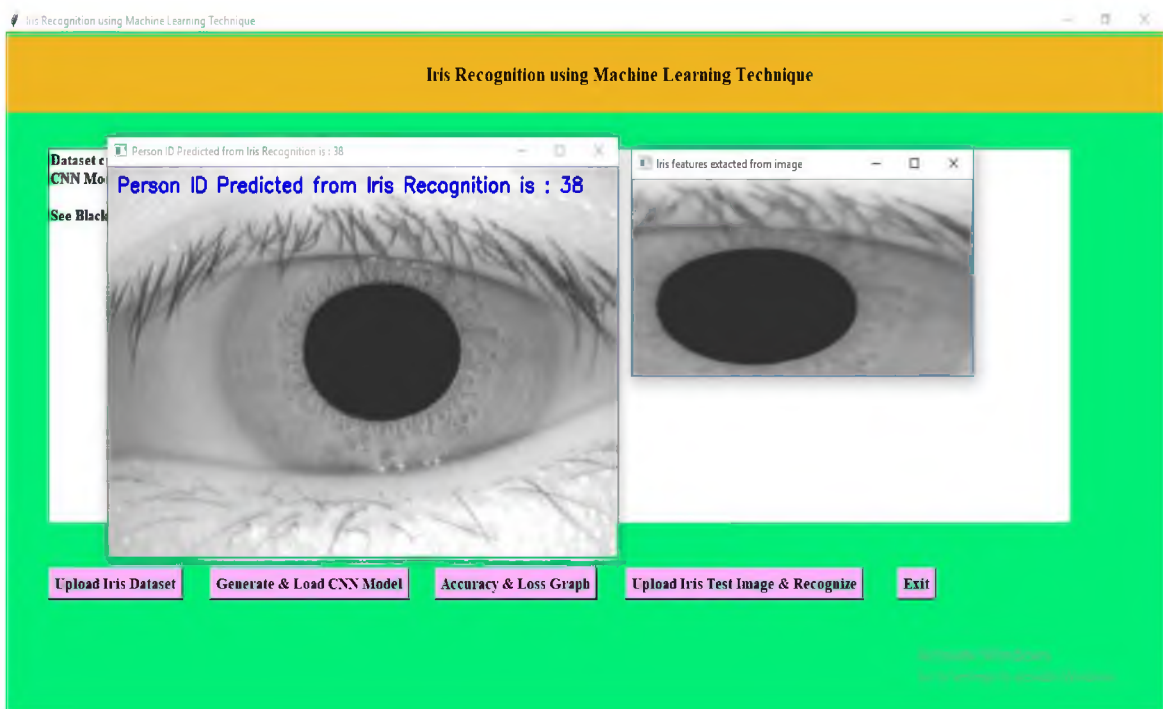 Iris Recognition using Machine Learning Technique
Iris Recognition using Machine Learning Technique
Dataset c
CNN Mo
See Black
Person ID Predicted from Iris Recognition is : 38
Person ID Predicted from Iris Recognition is : 38
Iris features extacted from image
Upload Iris Dataset
Generate & Load CNN Model
Accuracy & Loss Graph
Upload Iris Test Image & Recognize
Exit